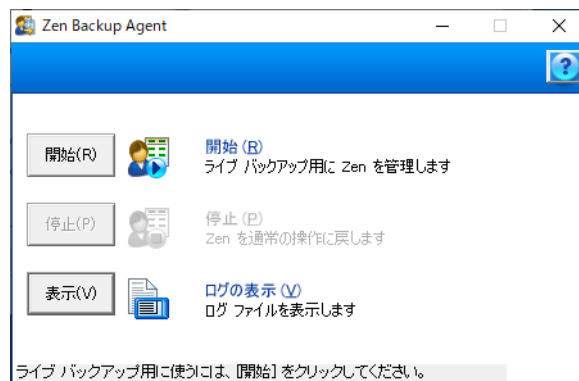 Zen Backup Agent
?
開始(R)
開始(R)
ライブ バックアップ用に Zen を管理します
停止(P)
停止(P)
Zen を通常の操作に戻します
表示(V)
ログの表示(V)
ログ ファイルを表示します
ライブ バックアップ用に使うには、[開始] をクリックしてください。